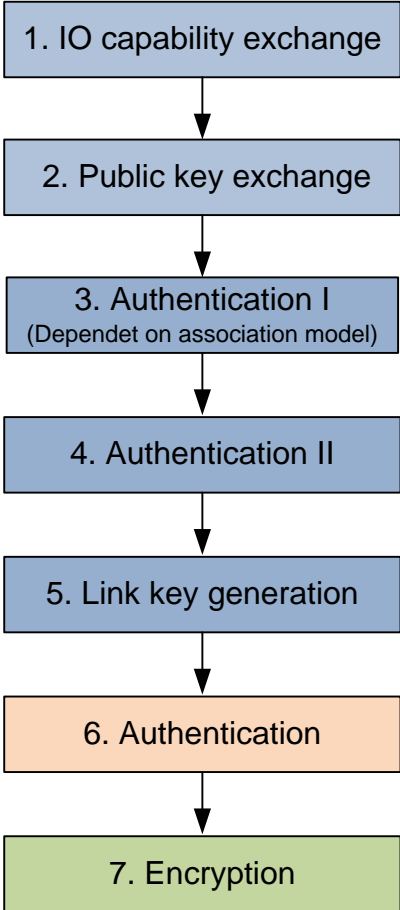 1. IO capability exchange
2. Public key exchange
3. Authentication I
(Dependet on association model)
4. Authentication II
5. Link key generation
6. Authentication
7. Encryption